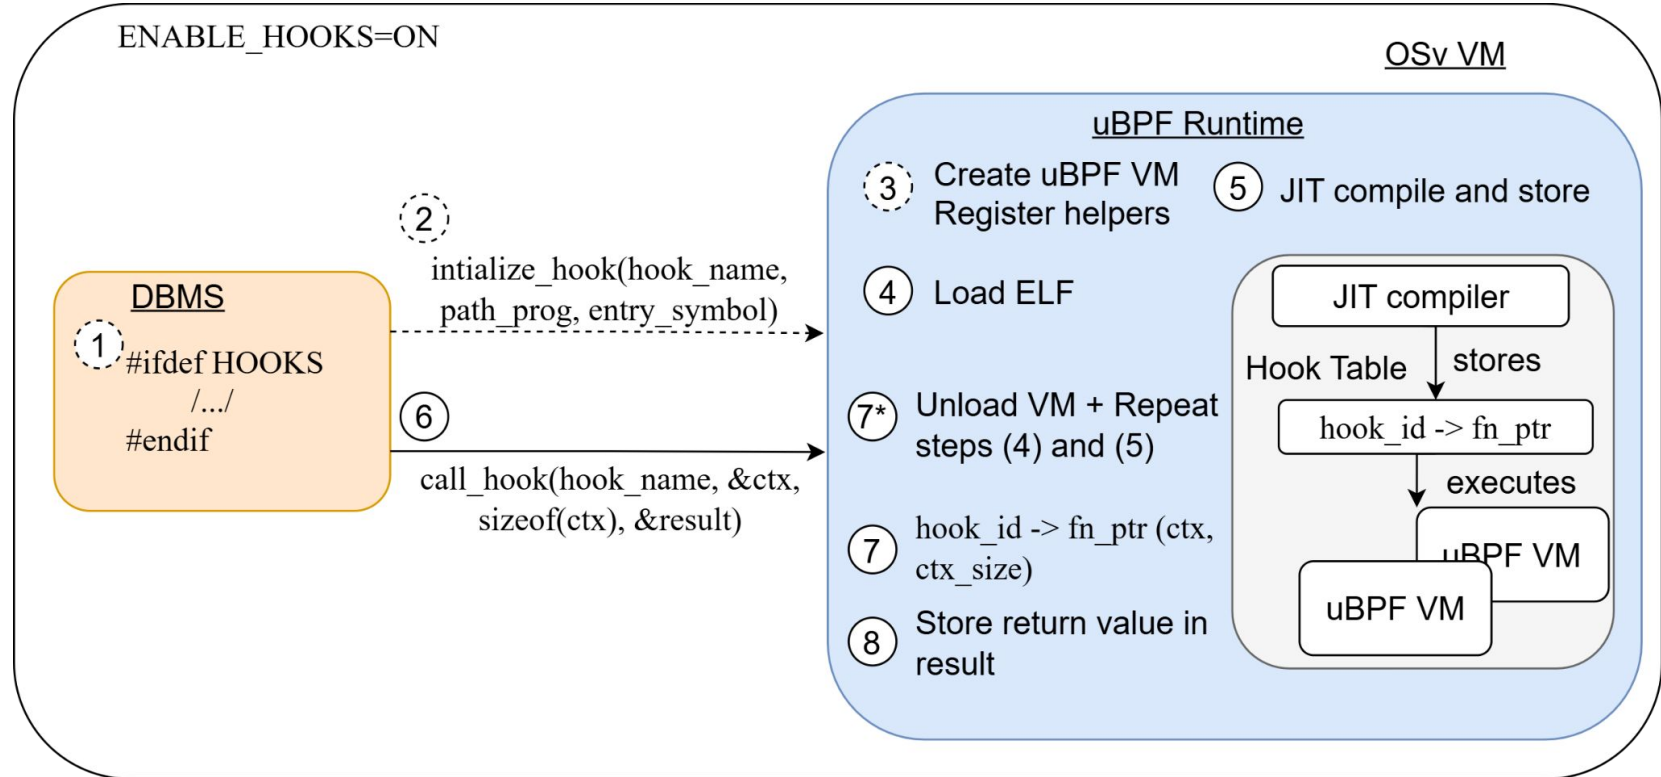 ENABLE_HOOKS=ON
OSv VM
uBPF Runtime
3
Create uBPF VM
Register helpers
5
JIT compile and store
2
intialize_hook(hook_name,
path_prog, entry_symbol)
DBMS
1
#ifdef HOOKS
/.../
#endif
6
call_hook(hook_name, &ctx,
sizeof(ctx), &result)
4
Load ELF
7*
Unload VM + Repeat
steps (4) and (5)
7
hook_id -> fn_ptr (ctx,
ctx_size)
8
Store return value in
result
JIT compiler
Hook Table
stores
hook_id -> fn_ptr
executes
uBPF VM
uBPF VM